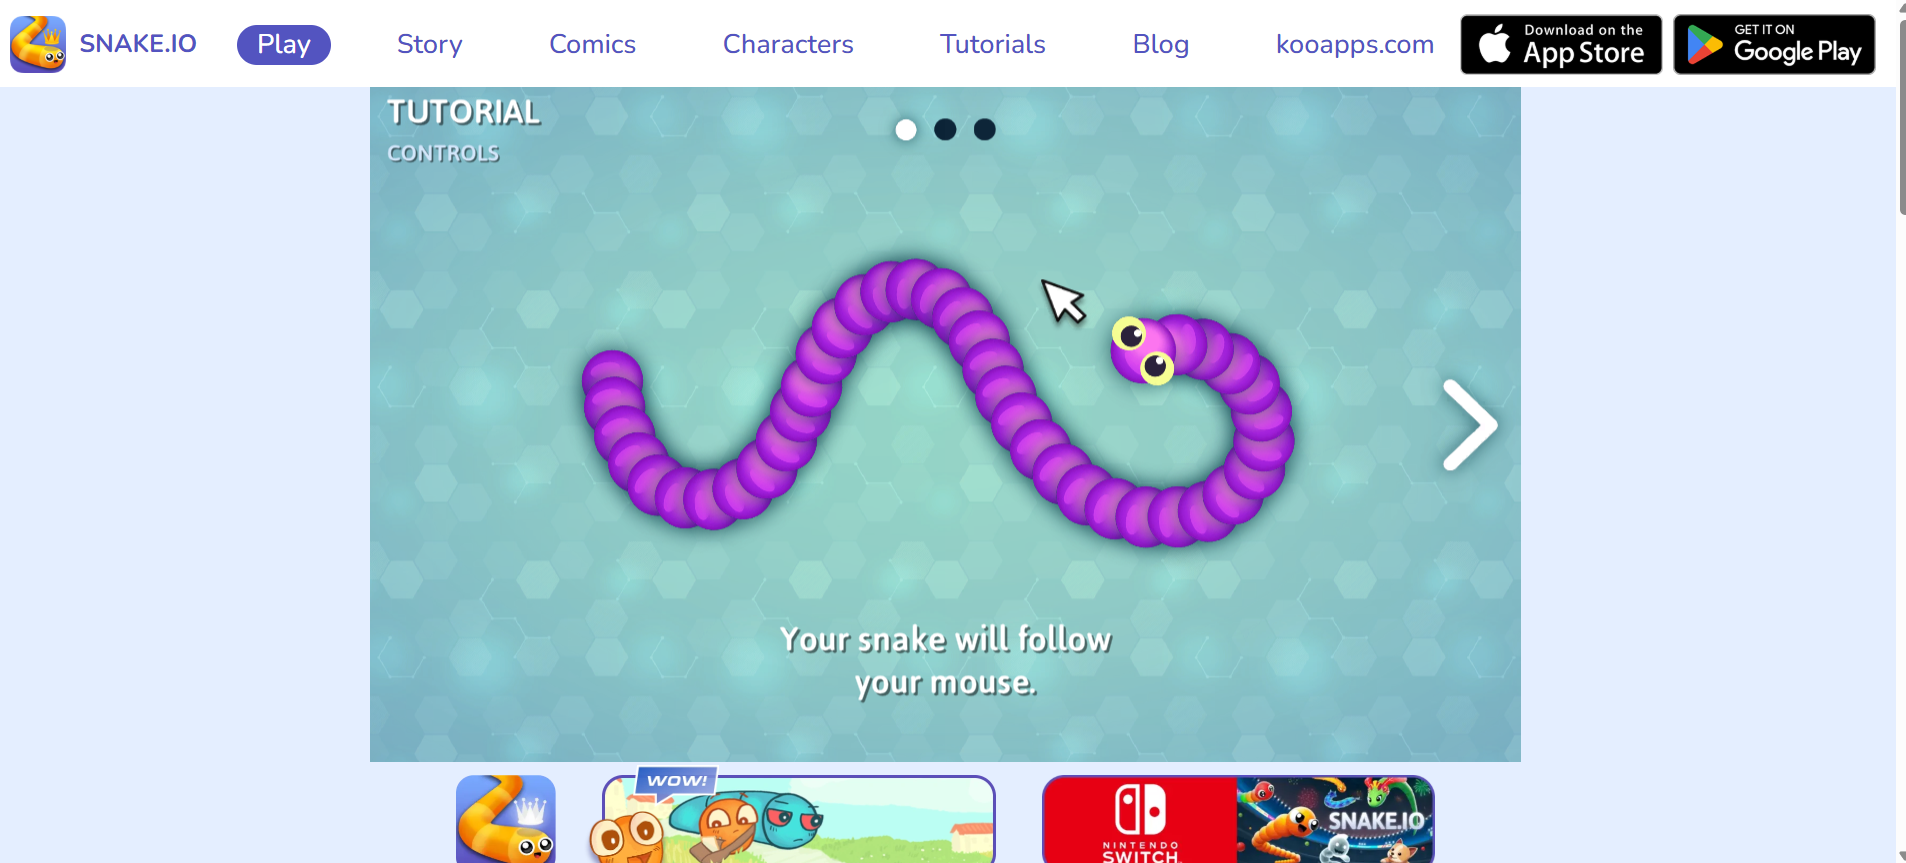 SNAKE.IO
Play
Story
Comics
Characters
Tutorials
Blog
kooapps.com
Download on the
App Store
GET IT ON
Google Play
TUTORIAL
CONTROLS
Your snake will follow
your mouse.
WOW!
NINTENDO
SWITCH
SNAKE.IO